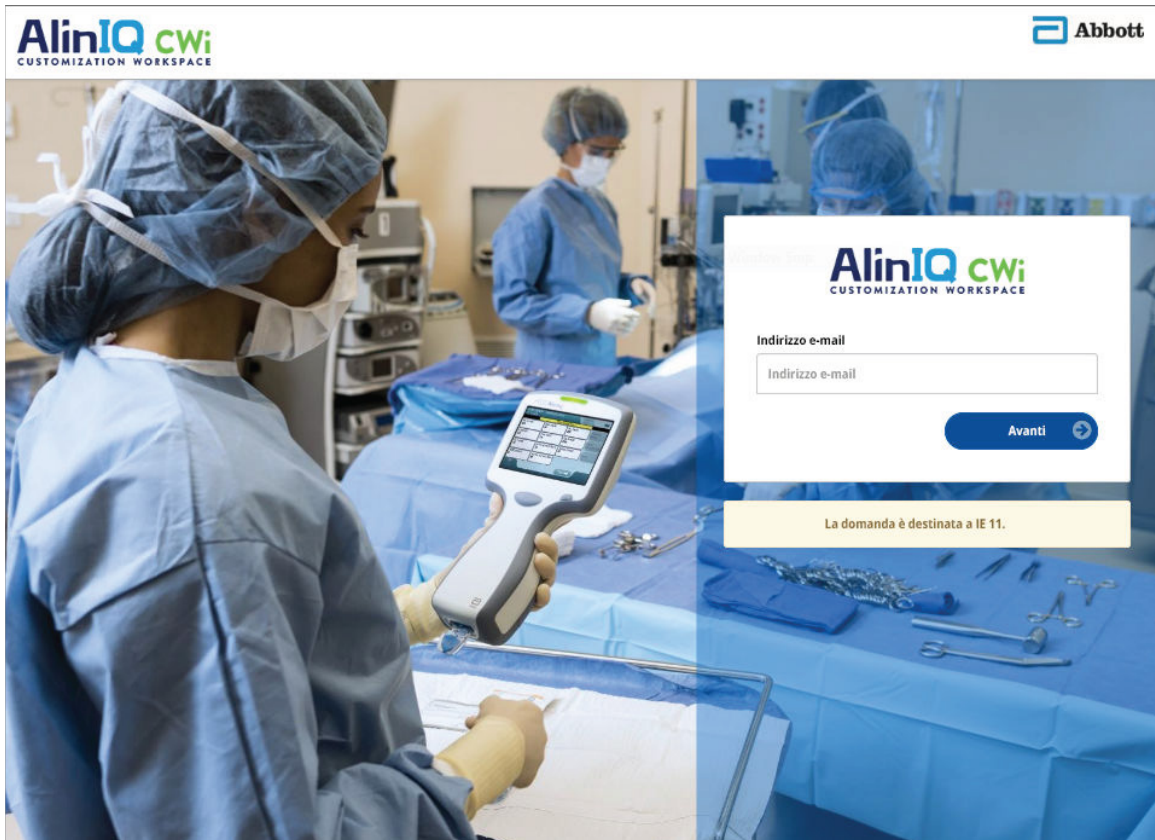 AlinIQ CWi
CUSTOMIZATION WORKSPACE
Abbott
AlinIQ CWi
CUSTOMIZATION WORKSPACE
Indirizzo e-mail
Indirizzo e-mail
Avanti
La domanda è destinata a IE 11.